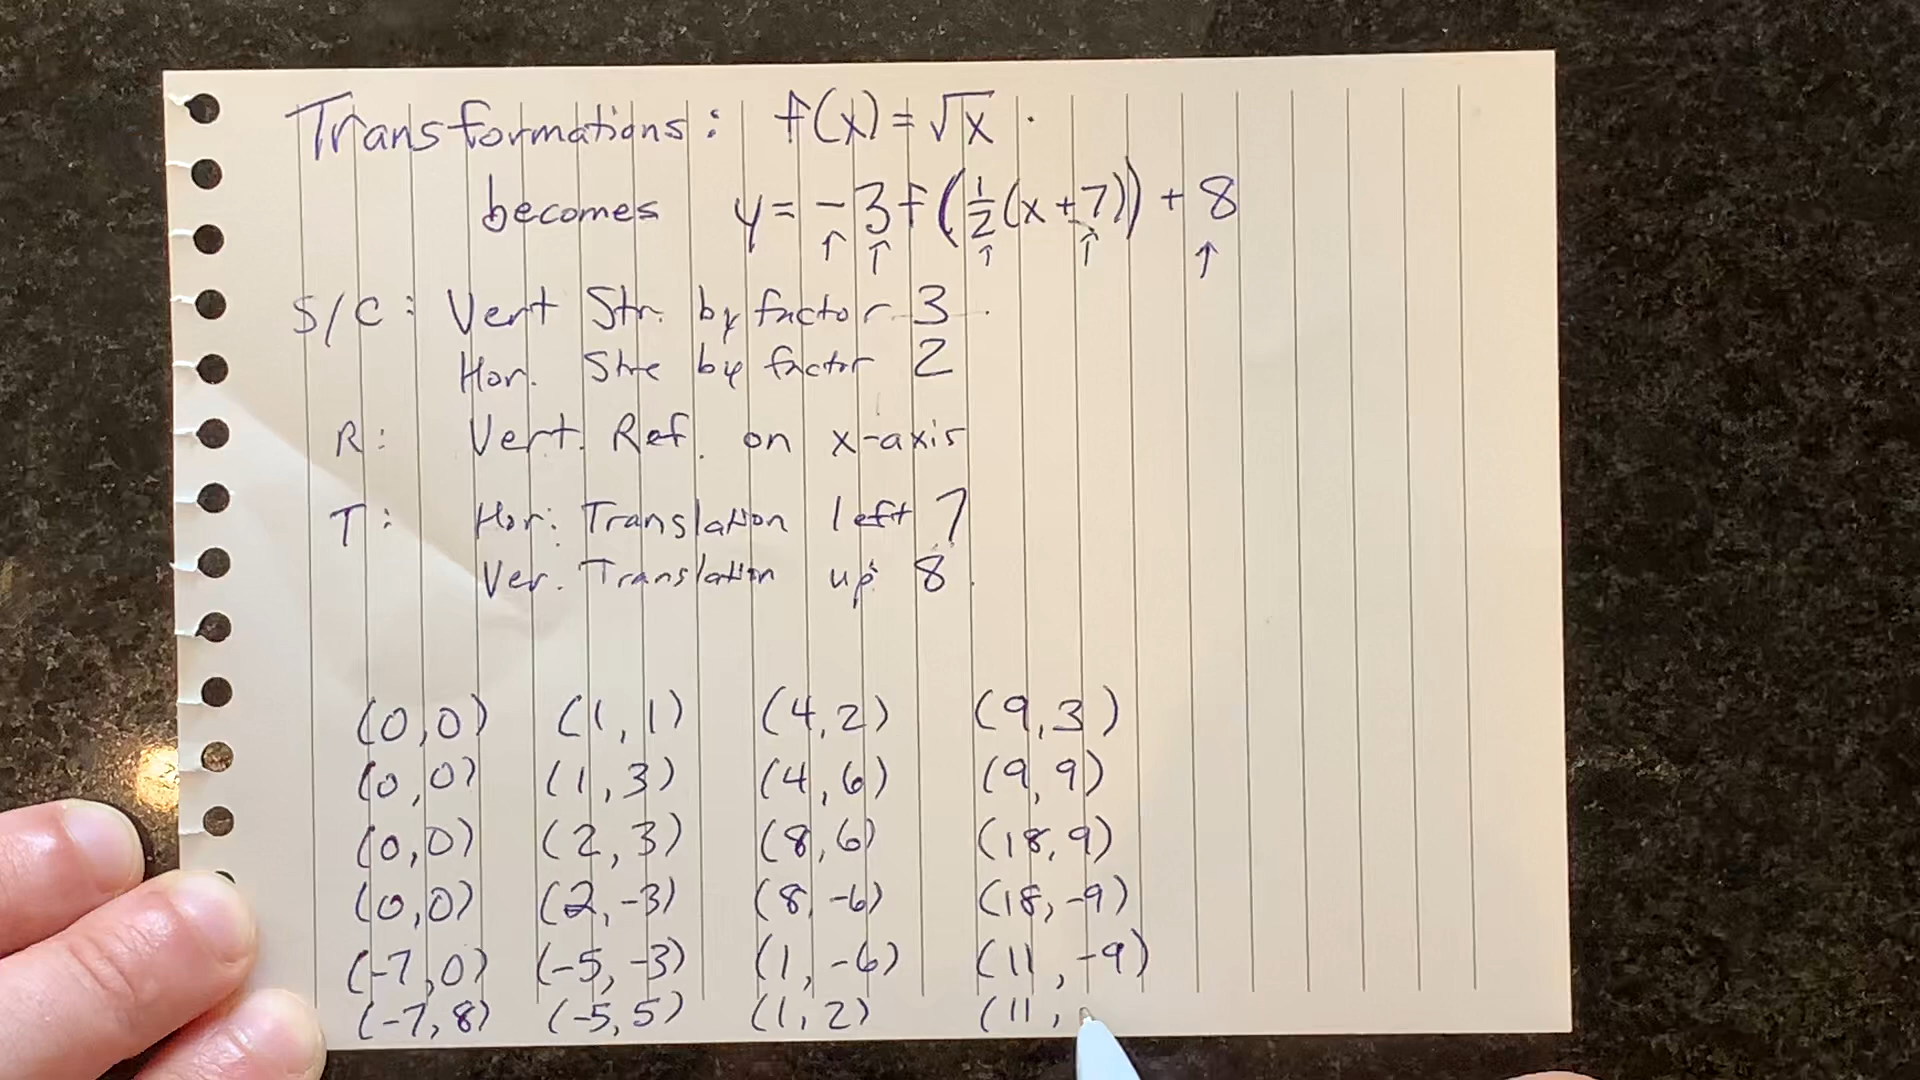 Transformations: f(x) = √x .
becomes y = -3f(1/2(x+7)) + 8
↑ ↑ ↑ ↑ ↑
S/C: Vert Str. by factor 3.
Hor. Stre by factor 2
R: Vert. Ref. on x-axis
T: Hor. Translation left 7
Ver. Translation up 8
(0,0) (1,1) (4,2) (9,3)
(0,0) (1,3) (4,6) (9,9)
(0,0) (2,3) (8,6) (18,9)
(0,0) (2,-3) (8,-6) (18,-9)
(-7,0) (-5,-3) (1,-6) (11,-9)
(-7,8) (-5,5) (1,2) (11,